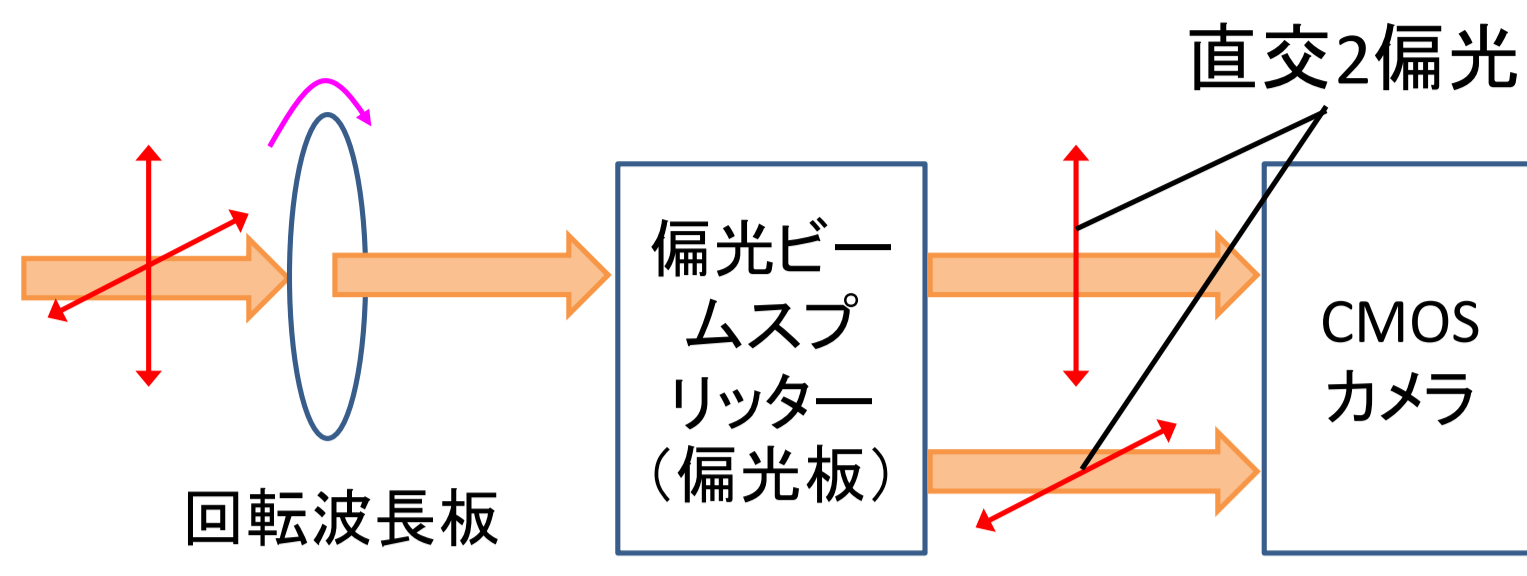 直交2偏光
偏光ビー
ムスプ
リッター
（偏光板）
CMOS
カメラ
回転波長板